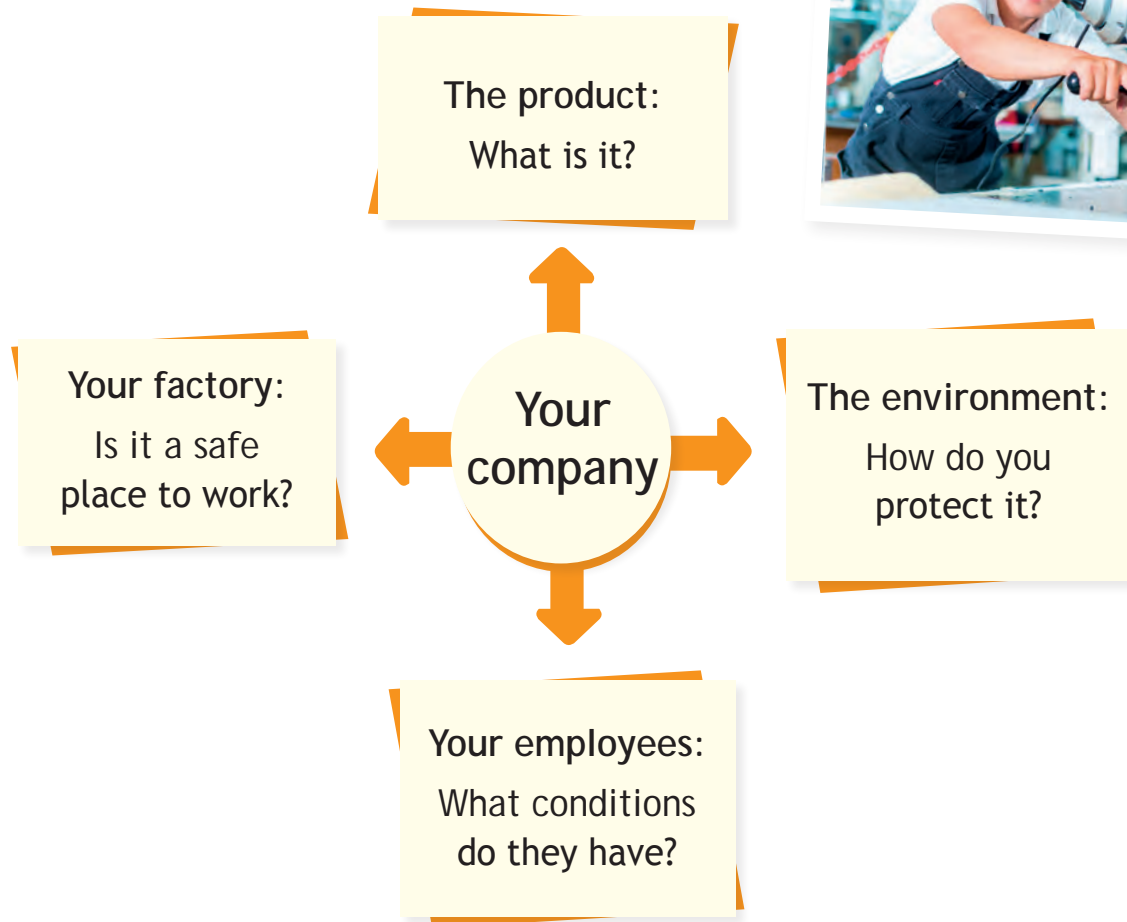 The product:
What is it?
Your factory:
Is it a safe
place to work?
Your
company
The environment:
How do you
protect it?
Your employees:
What conditions
do they have?